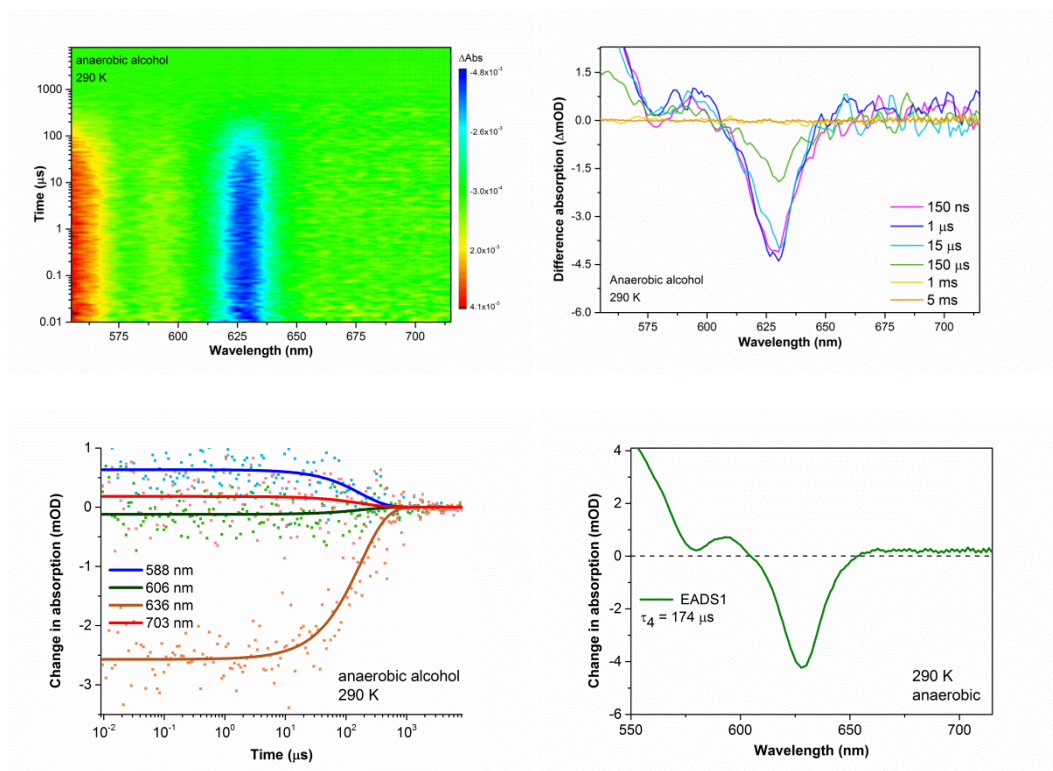 anaerobic alcohol
290 K
ΔAbs
-4.8x10⁻³
-2.6x10⁻³
-3.0x10⁻⁴
2.0x10⁻³
4.1x10⁻³
1000
100
10
1
0.1
0.01
Time (μs)
575 600 625 650 675 700
Wavelength (nm)
1.5
0.0
-1.5
-3.0
-4.5
-6.0
Difference absorption (ΔmOD)
150 ns
1 μs
15 μs
150 μs
1 ms
5 ms
Anaerobic alcohol
290 K
575 600 625 650 675 700
Wavelength (nm)
1
0
-1
-2
-3
Change in absorption (mOD)
588 nm
606 nm
636 nm
703 nm
anaerobic alcohol
290 K
10⁻² 10⁻¹ 10⁰ 10¹ 10² 10³
Time (μs)
4
2
0
-2
-4
-6
Change in absorption (mOD)
EADS1
τ₄ = 174 μs
290 K
anaerobic
550 600 650 700
Wavelength (nm)